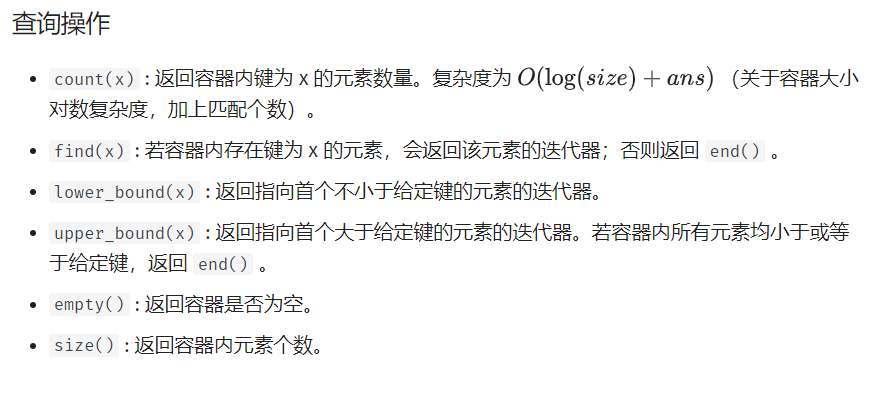 查询操作
• count(x) : 返回容器内键为 x 的元素数量。复杂度为 O(log(size) + ans) （关于容器大小
对数复杂度，加上匹配个数）。
• find(x) : 若容器内存在键为 x 的元素，会返回该元素的迭代器；否则返回 end() 。
• lower_bound(x) : 返回指向首个不小于给定键的元素的迭代器。
• upper_bound(x) : 返回指向首个大于给定键的元素的迭代器。若容器内所有元素均小于或等
于给定键，返回 end() 。
• empty() : 返回容器是否为空。
• size() : 返回容器内元素个数。